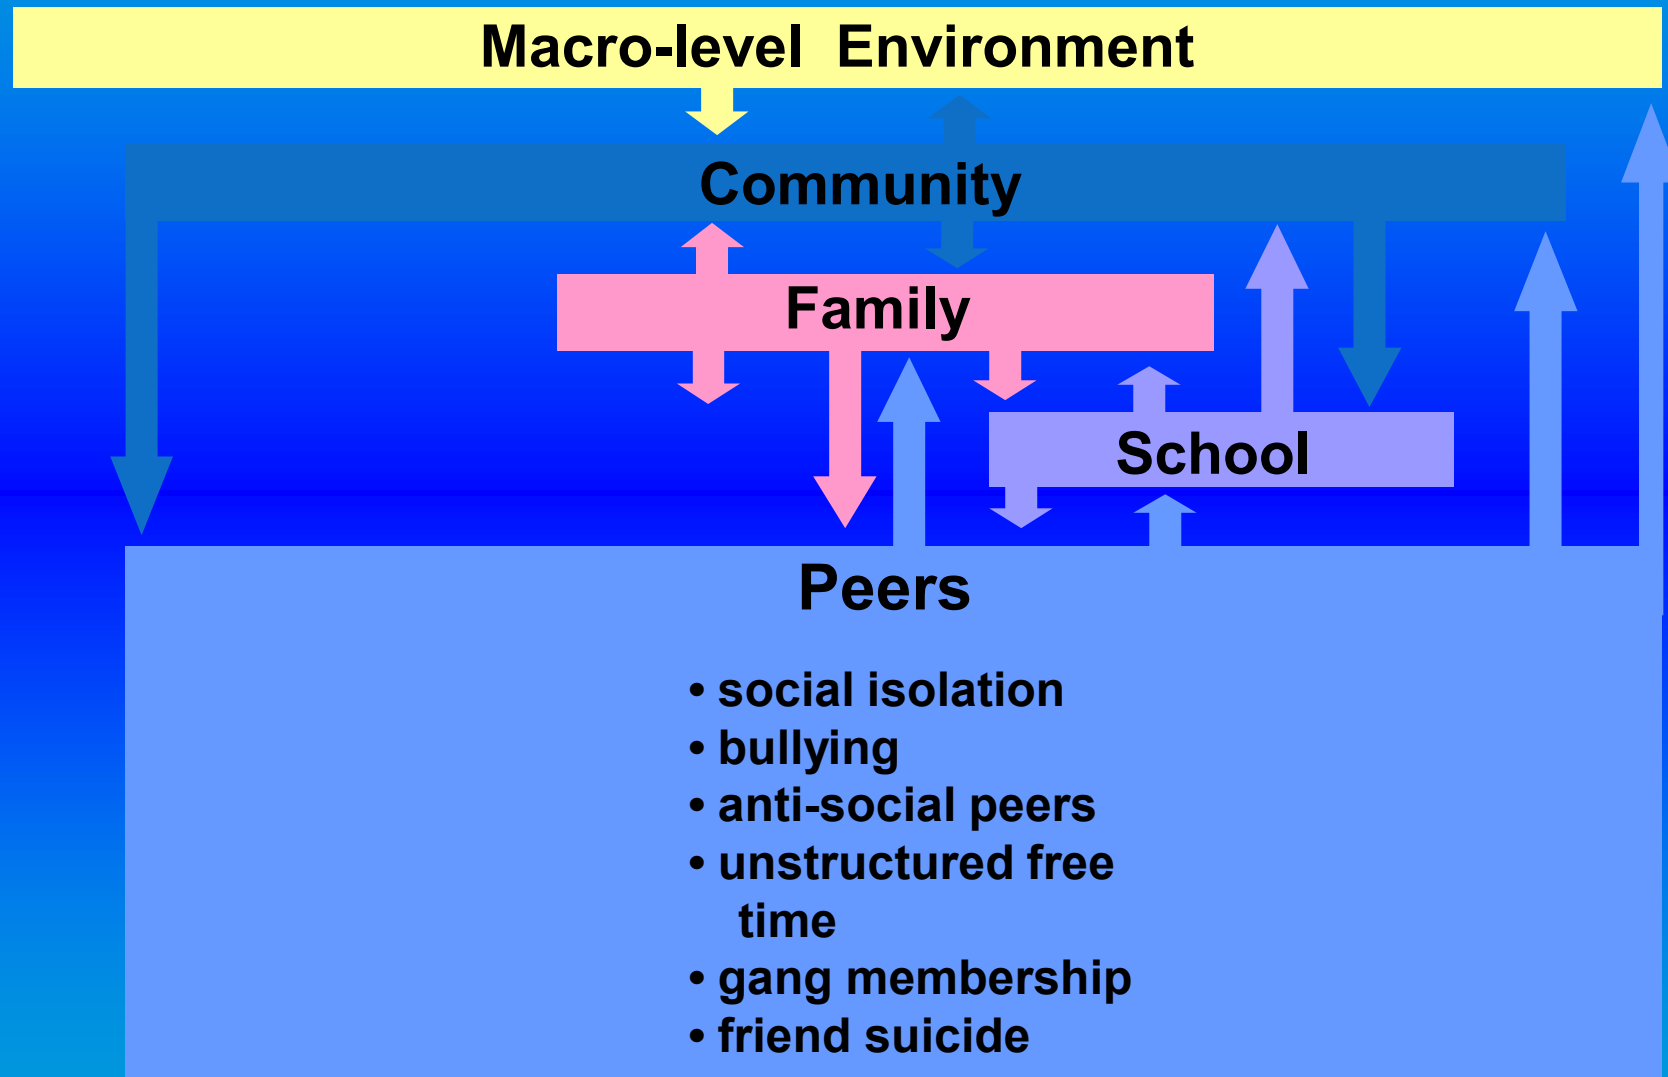 Macro-level  Environment
Community
Family
School
Peers
• social isolation
• bullying
• anti-social peers
• unstructured free
time
• gang membership
• friend suicide